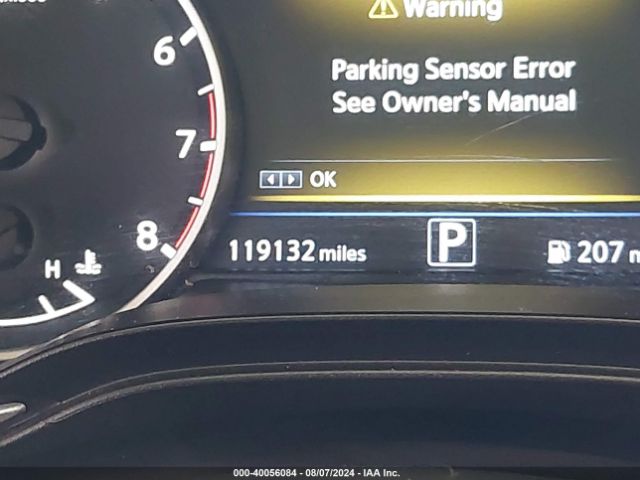 Warning
Parking Sensor Error
See Owner's Manual
OK
6
7
8
H
119132 miles
P
207 m
000-40056084 - 08/07/2024 - IAA Inc.